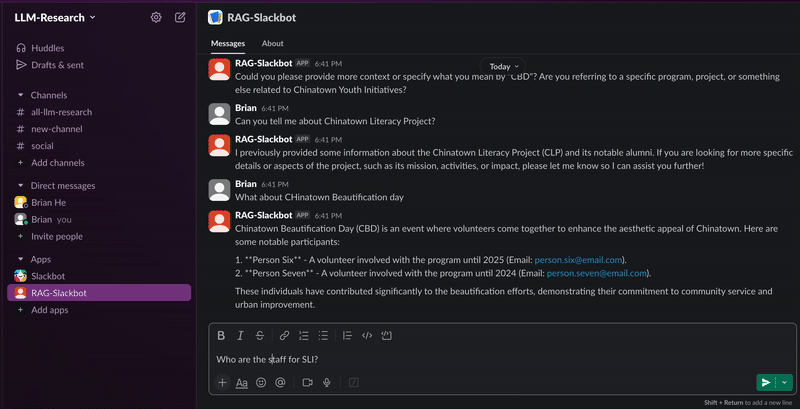 LLM-Research
RAG-Slackbot
Messages
About
Huddles
Drafts & sent
Channels
# all-llm-research
# new-channel
# social
+ Add channels
Direct messages
Brian He
Brian you
+ Invite people
Apps
Slackbot
RAG-Slackbot
+ Add apps
Today
RAG-Slackbot APP 6:41 PM
Could you please provide more context or specify what you mean by "CBD"? Are you referring to a specific program, project, or something
else related to Chinatown Youth Initiatives?
Brian 6:41 PM
Can you tell me about Chinatown Literacy Project?
RAG-Slackbot APP 6:41 PM
I previously provided some information about the Chinatown Literacy Project (CLP) and its notable alumni. If you are looking for more specific
details or aspects of the project, such as its mission, activities, or impact, please let me know so I can assist you further!
Brian 6:41 PM
What about CHinatown Beautification day
RAG-Slackbot APP 6:41 PM
Chinatown Beautification Day (CBD) is an event where volunteers come together to enhance the aesthetic appeal of Chinatown. Here are
some notable participants:
1. **Person Six** - A volunteer involved with the program until 2025 (Email: person.six@email.com).
2. **Person Seven** - A volunteer involved with the program until 2024 (Email: person.seven@email.com).
These individuals have contributed significantly to the beautification efforts, demonstrating their commitment to community service and
urban improvement.
B I S
Who are the staff for SLI?
+ Aa @
Shift + Return to add a new line